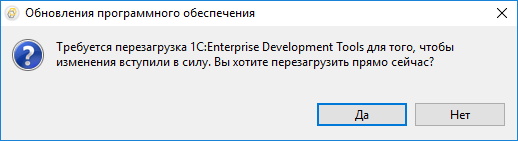 Обновления программного обеспечения
Требуется перезагрузка 1C:Enterprise Development Tools для того, чтобы
изменения вступили в силу. Вы хотите перезагрузить прямо сейчас?
Да
Нет